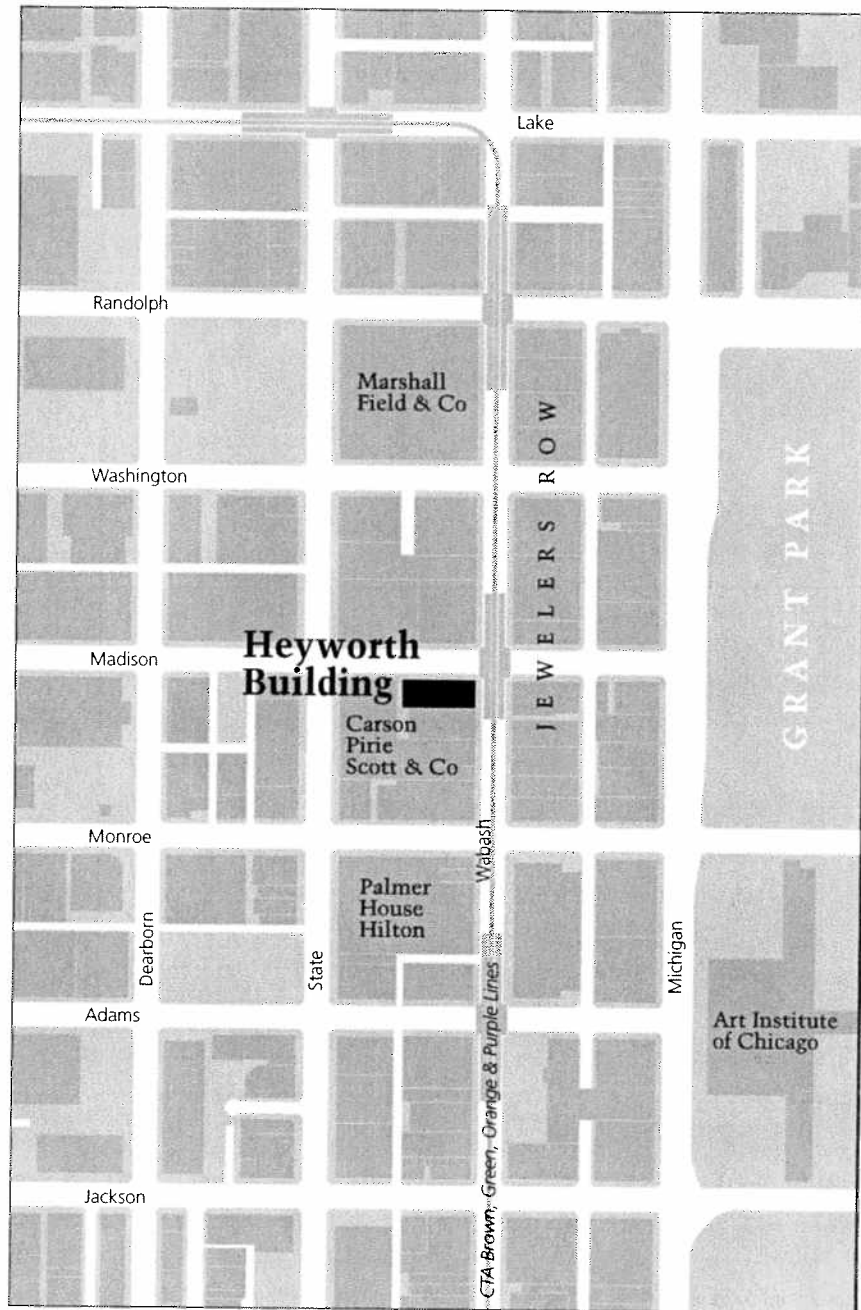 Lake
Randolph
Marshall
Field & Co
JEWELERS ROW
Washington
GRANT PARK
Heyworth
Building
Madison
Carson
Pirie
Scott & Co
Monroe
Wabash
Palmer
House
Hilton
Dearborn
State
Michigan
Adams
Art Institute
of Chicago
CTA Brown, Green, Orange & Purple Lines
Jackson